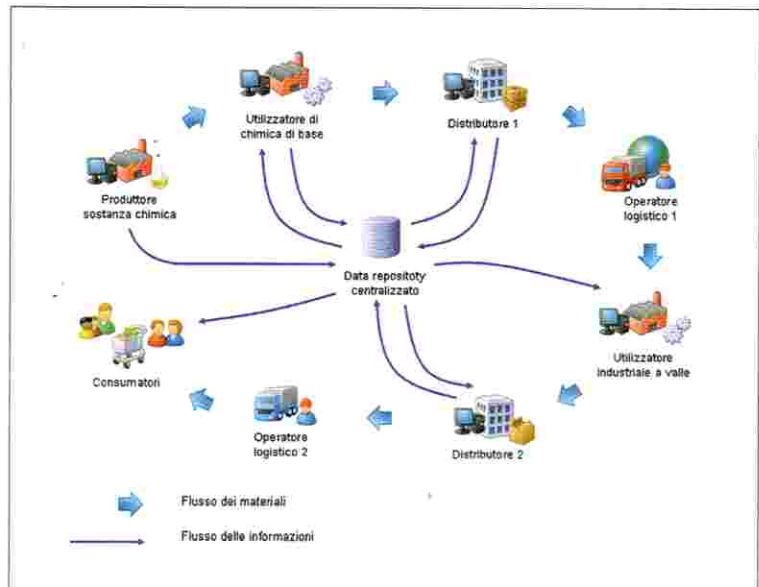 Utilizzatore di
chimica di base
Distributore 1
Produttore
sostanza chimica
Operatore
logistico 1
Data repositoty
centralizzato
Utilizzatore
industriale a valle
Consumatori
Operatore
logistico 2
Distributore 2
Flusso dei materiali
Flusso delle informazioni